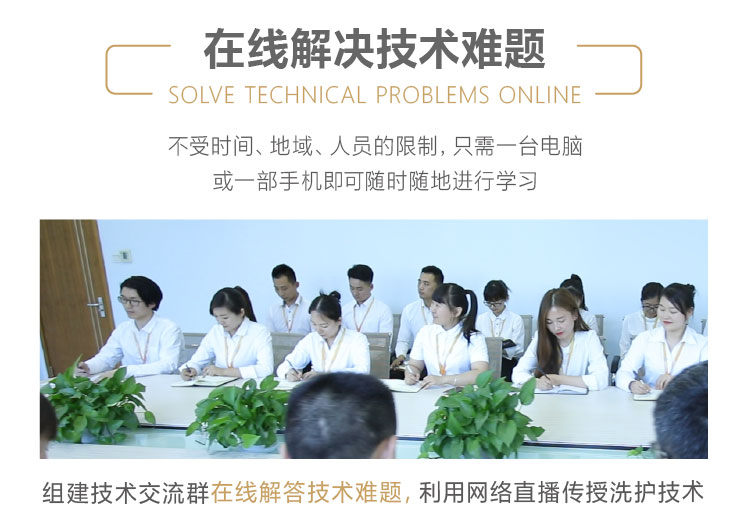 在线解决技术难题
SOLVE TECHNICAL PROBLEMS ONLINE
不受时间、地域、人员的限制，只需一台电脑
或一部手机即可随时随地进行学习
组建技术交流群在线解答技术难题，利用网络直播传授洗护技术